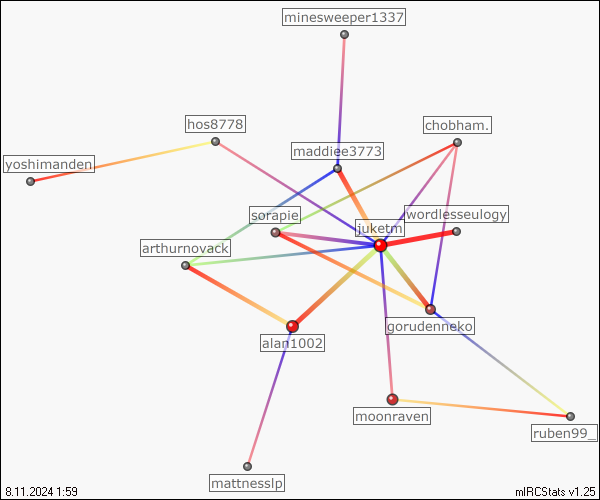 minesweeper1337
hos8778
chobham.
yoshimanden
maddiee3773
sorapie
wordlesseulogy
juketm
arthurnovack
gorudenneko
alan1002
moonraven
ruben99_
mattnesslp
8.11.2024 1:59
mIRCStats v1.25